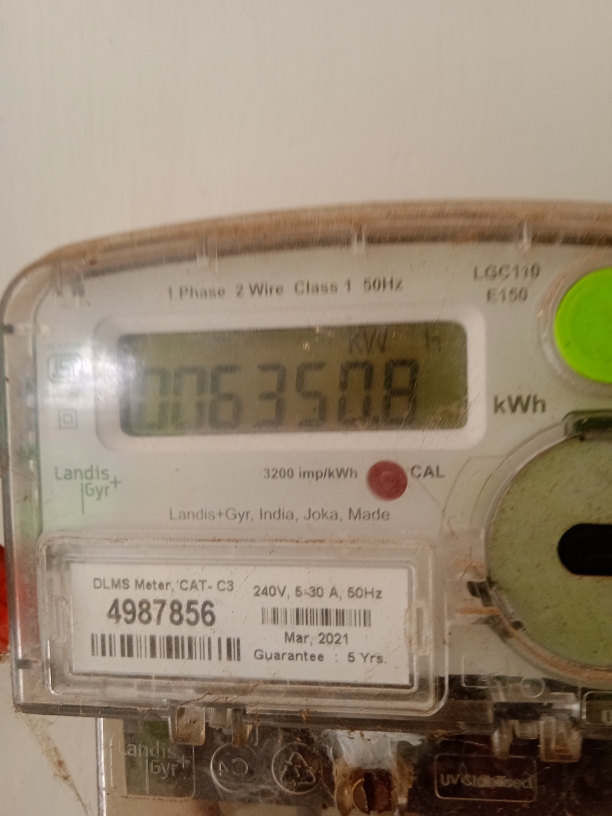 1 Phase 2 Wire Class 1 50Hz
LGC110
E150
kW h
006350.8
kWh
3200 imp/kWh
CAL
Landis
Gyr+
Landis+Gyr, India, Joka, Made
DLMS Meter, CAT- C3
4987856
240V, 5-30 A, 50Hz
Mar, 2021
Guarantee : 5 Yrs.
Landis+
Gyr
UV Stabilised